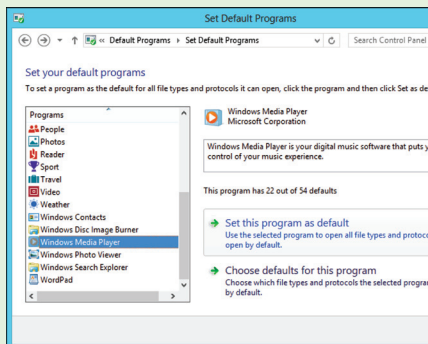 Set Default Programs
« Default Programs ▸ Set Default Programs
Search Control Panel
Set your default programs
To set a program as the default for all file types and protocols it can open, click the program and then click Set as de
Programs
People
Photos
Reader
Sport
Travel
Video
Weather
Windows Contacts
Windows Disc Image Burner
Windows Media Player
Windows Photo Viewer
Windows Search Explorer
WordPad
Windows Media Player
Microsoft Corporation
Windows Media Player is your digital music software that puts y
control of your music experience.
This program has 22 out of 54 defaults
Set this program as default
Use the selected program to open all file types and protoco
open by default.
Choose defaults for this program
Choose which file types and protocols the selected program
by default.